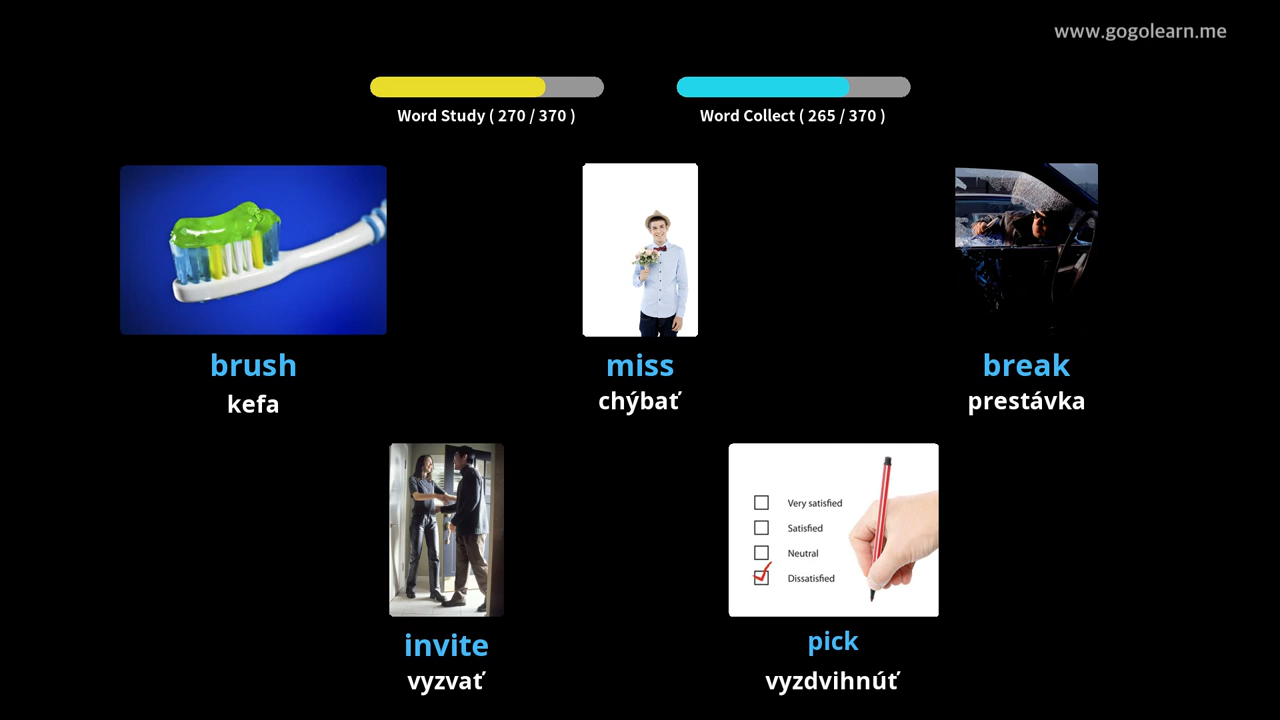 www.gogolearn.me
Word Study ( 270 / 370 )
Word Collect ( 265 / 370 )
brush
kefa
miss
chýbať
break
prestávka
invite
vyzvať
Very satisfied
Satisfied
Neutral
Dissatisfied
pick
vyzdvihnúť